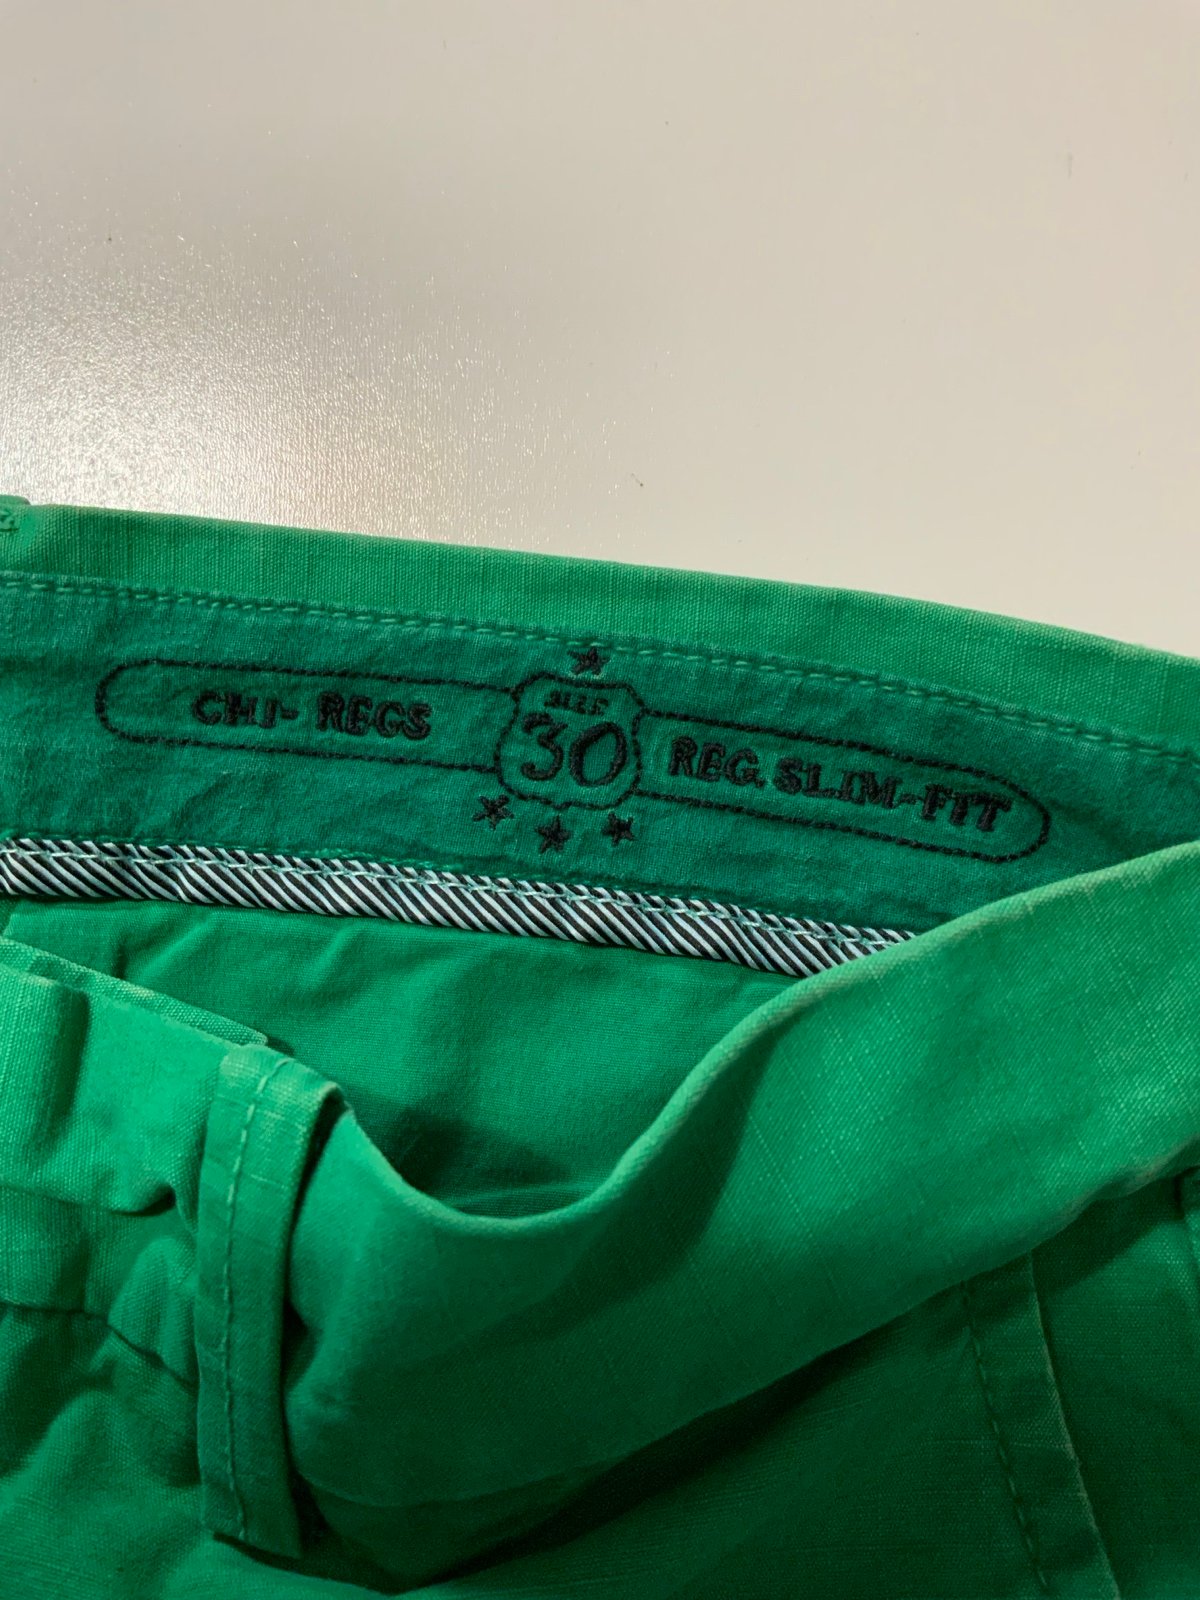 CHI- REGS
SIZE
30
REG. SLIM-FIT